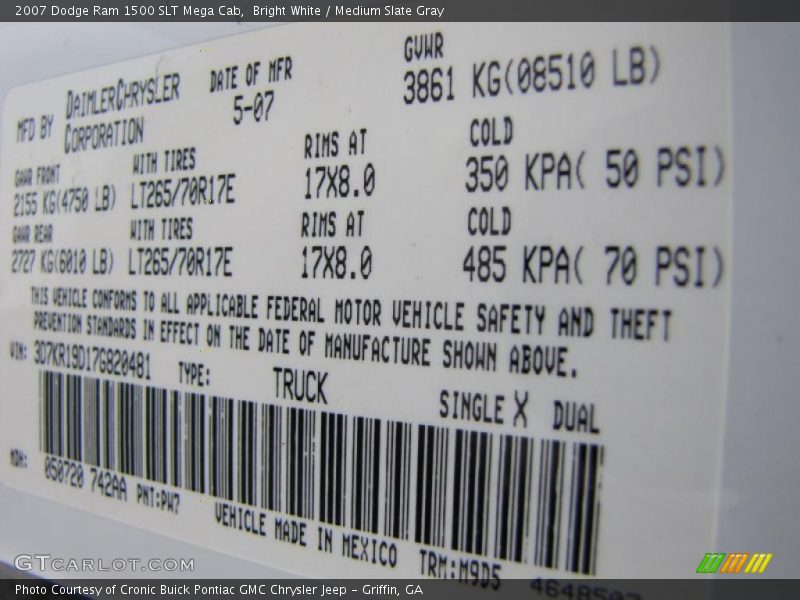 2007 Dodge Ram 1500 SLT Mega Cab, Bright White / Medium Slate Gray
MFD BY DAIMLERCHRYSLER CORPORATION
DATE OF MFR 5-07
GVWR 3861 KG(08510 LB)
GAWR FRONT WITH TIRES RIMS AT COLD
2155 KG(4750 LB) LT265/70R17E 17X8.0 350 KPA( 50 PSI)
GAWR REAR WITH TIRES RIMS AT COLD
2727 KG(6010 LB) LT265/70R17E 17X8.0 485 KPA( 70 PSI)
THIS VEHICLE CONFORMS TO ALL APPLICABLE FEDERAL MOTOR VEHICLE SAFETY AND THEFT
PREVENTION STANDARDS IN EFFECT ON THE DATE OF MANUFACTURE SHOWN ABOVE.
VIN: 3D7KR19D17G820481 TYPE: TRUCK SINGLE X DUAL
MDH: 050720 742AA PNT:PW7
VEHICLE MADE IN MEXICO TRM:M9D5
GTCARLOT.COM
Photo Courtesy of Cronic Buick Pontiac GMC Chrysler Jeep - Griffin, GA